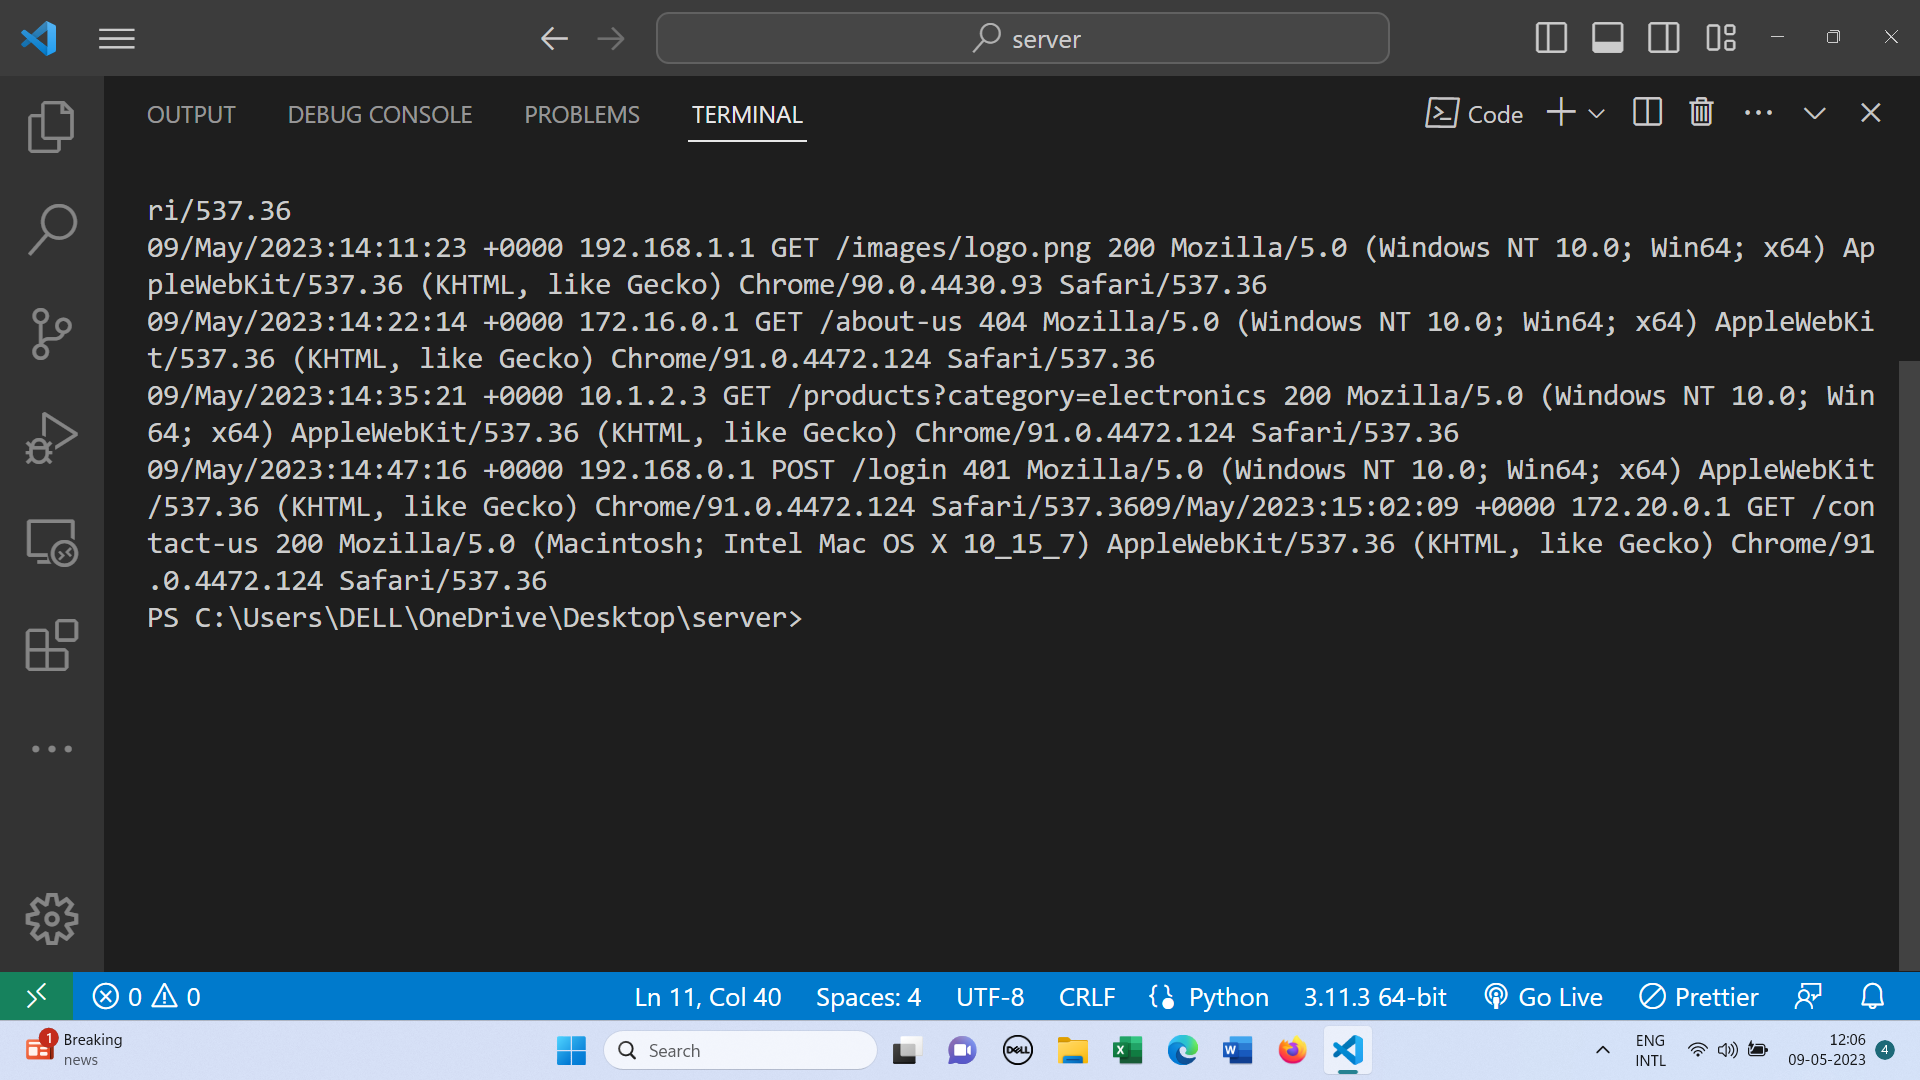 server
OUTPUT DEBUG CONSOLE PROBLEMS TERMINAL Code
ri/537.36
09/May/2023:14:11:23 +0000 192.168.1.1 GET /images/logo.png 200 Mozilla/5.0 (Windows NT 10.0; Win64; x64) Ap
pleWebKit/537.36 (KHTML, like Gecko) Chrome/90.0.4430.93 Safari/537.36
09/May/2023:14:22:14 +0000 172.16.0.1 GET /about-us 404 Mozilla/5.0 (Windows NT 10.0; Win64; x64) AppleWebKi
t/537.36 (KHTML, like Gecko) Chrome/91.0.4472.124 Safari/537.36
09/May/2023:14:35:21 +0000 10.1.2.3 GET /products?category=electronics 200 Mozilla/5.0 (Windows NT 10.0; Win
64; x64) AppleWebKit/537.36 (KHTML, like Gecko) Chrome/91.0.4472.124 Safari/537.36
09/May/2023:14:47:16 +0000 192.168.0.1 POST /login 401 Mozilla/5.0 (Windows NT 10.0; Win64; x64) AppleWebKit
/537.36 (KHTML, like Gecko) Chrome/91.0.4472.124 Safari/537.3609/May/2023:15:02:09 +0000 172.20.0.1 GET /con
tact-us 200 Mozilla/5.0 (Macintosh; Intel Mac OS X 10_15_7) AppleWebKit/537.36 (KHTML, like Gecko) Chrome/91
.0.4472.124 Safari/537.36
PS C:\Users\DELL\OneDrive\Desktop\server>
0 0 Ln 11, Col 40 Spaces: 4 UTF-8 CRLF {} Python 3.11.3 64-bit Go Live Prettier
1 Breaking
news
Search
DELL
X
W
ENG
INTL
12:06
09-05-2023
4